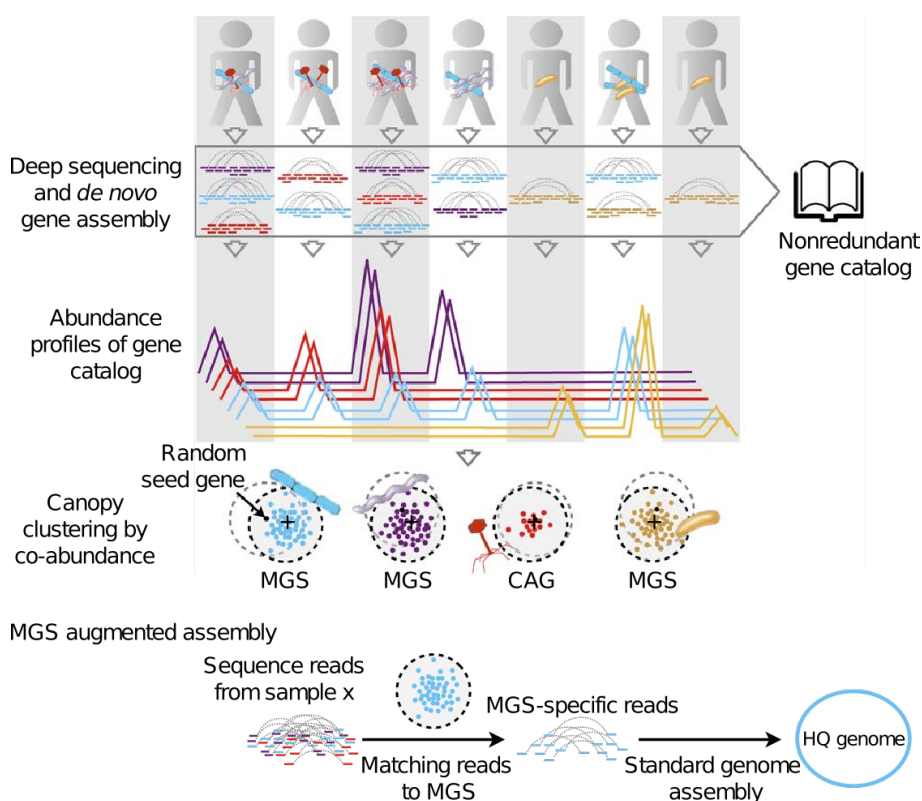 Deep sequencing
and de novo
gene assembly
Nonredundant
gene catalog
Abundance
profiles of gene
catalog
Random
seed gene
Canopy
clustering by
co-abundance
MGS
MGS
CAG
MGS
MGS augmented assembly
Sequence reads
from sample x
MGS-specific reads
HQ genome
Matching reads
to MGS
Standard genome
assembly